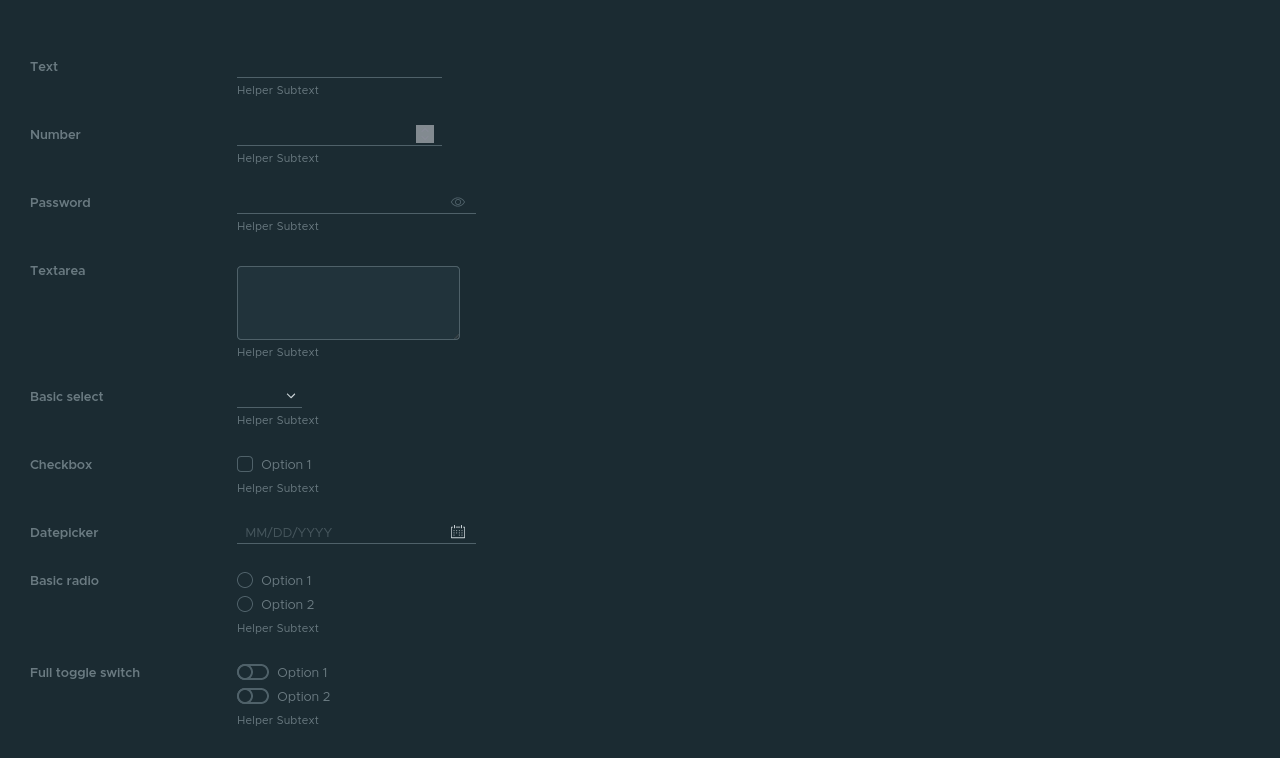 Text
Helper Subtext
Number
Helper Subtext
Password
Helper Subtext
Textarea
Helper Subtext
Basic select
Helper Subtext
Checkbox
Option 1
Helper Subtext
Datepicker
MM/DD/YYYY
Basic radio
Option 1
Option 2
Helper Subtext
Full toggle switch
Option 1
Option 2
Helper Subtext